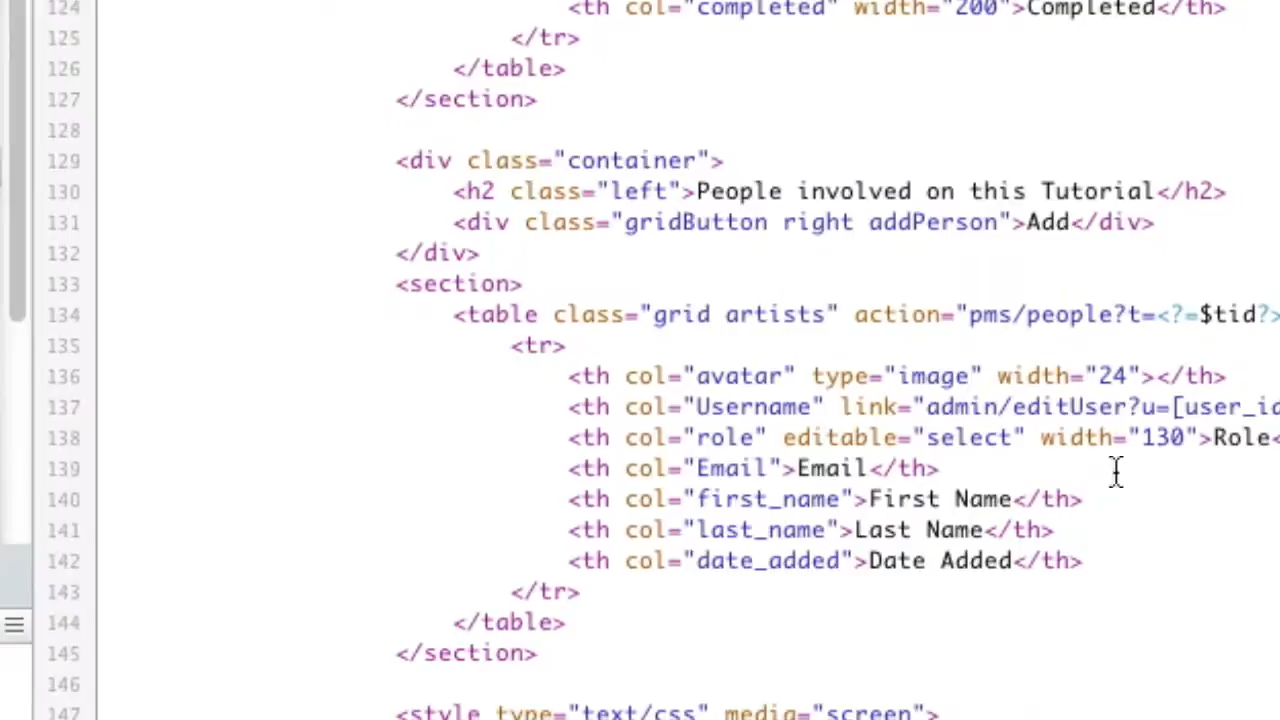 124 <th col="completed" width="200">Completed</th>
125 </tr>
126 </table>
127 </section>
128
129 <div class="container">
130 <h2 class="left">People involved on this Tutorial</h2>
131 <div class="gridButton right addPerson">Add</div>
132 </div>
133 <section>
134 <table class="grid artists" action="pms/people?t=<?=$tid?>
135 <tr>
136 <th col="avatar" type="image" width="24"></th>
137 <th col="Username" link="admin/editUser?u=[user_id
138 <th col="role" editable="select" width="130">Role<
139 <th col="Email">Email</th>
140 <th col="first_name">First Name</th>
141 <th col="last_name">Last Name</th>
142 <th col="date_added">Date Added</th>
143 </tr>
144 </table>
145 </section>
146
147 <style type="text/css" media="screen">